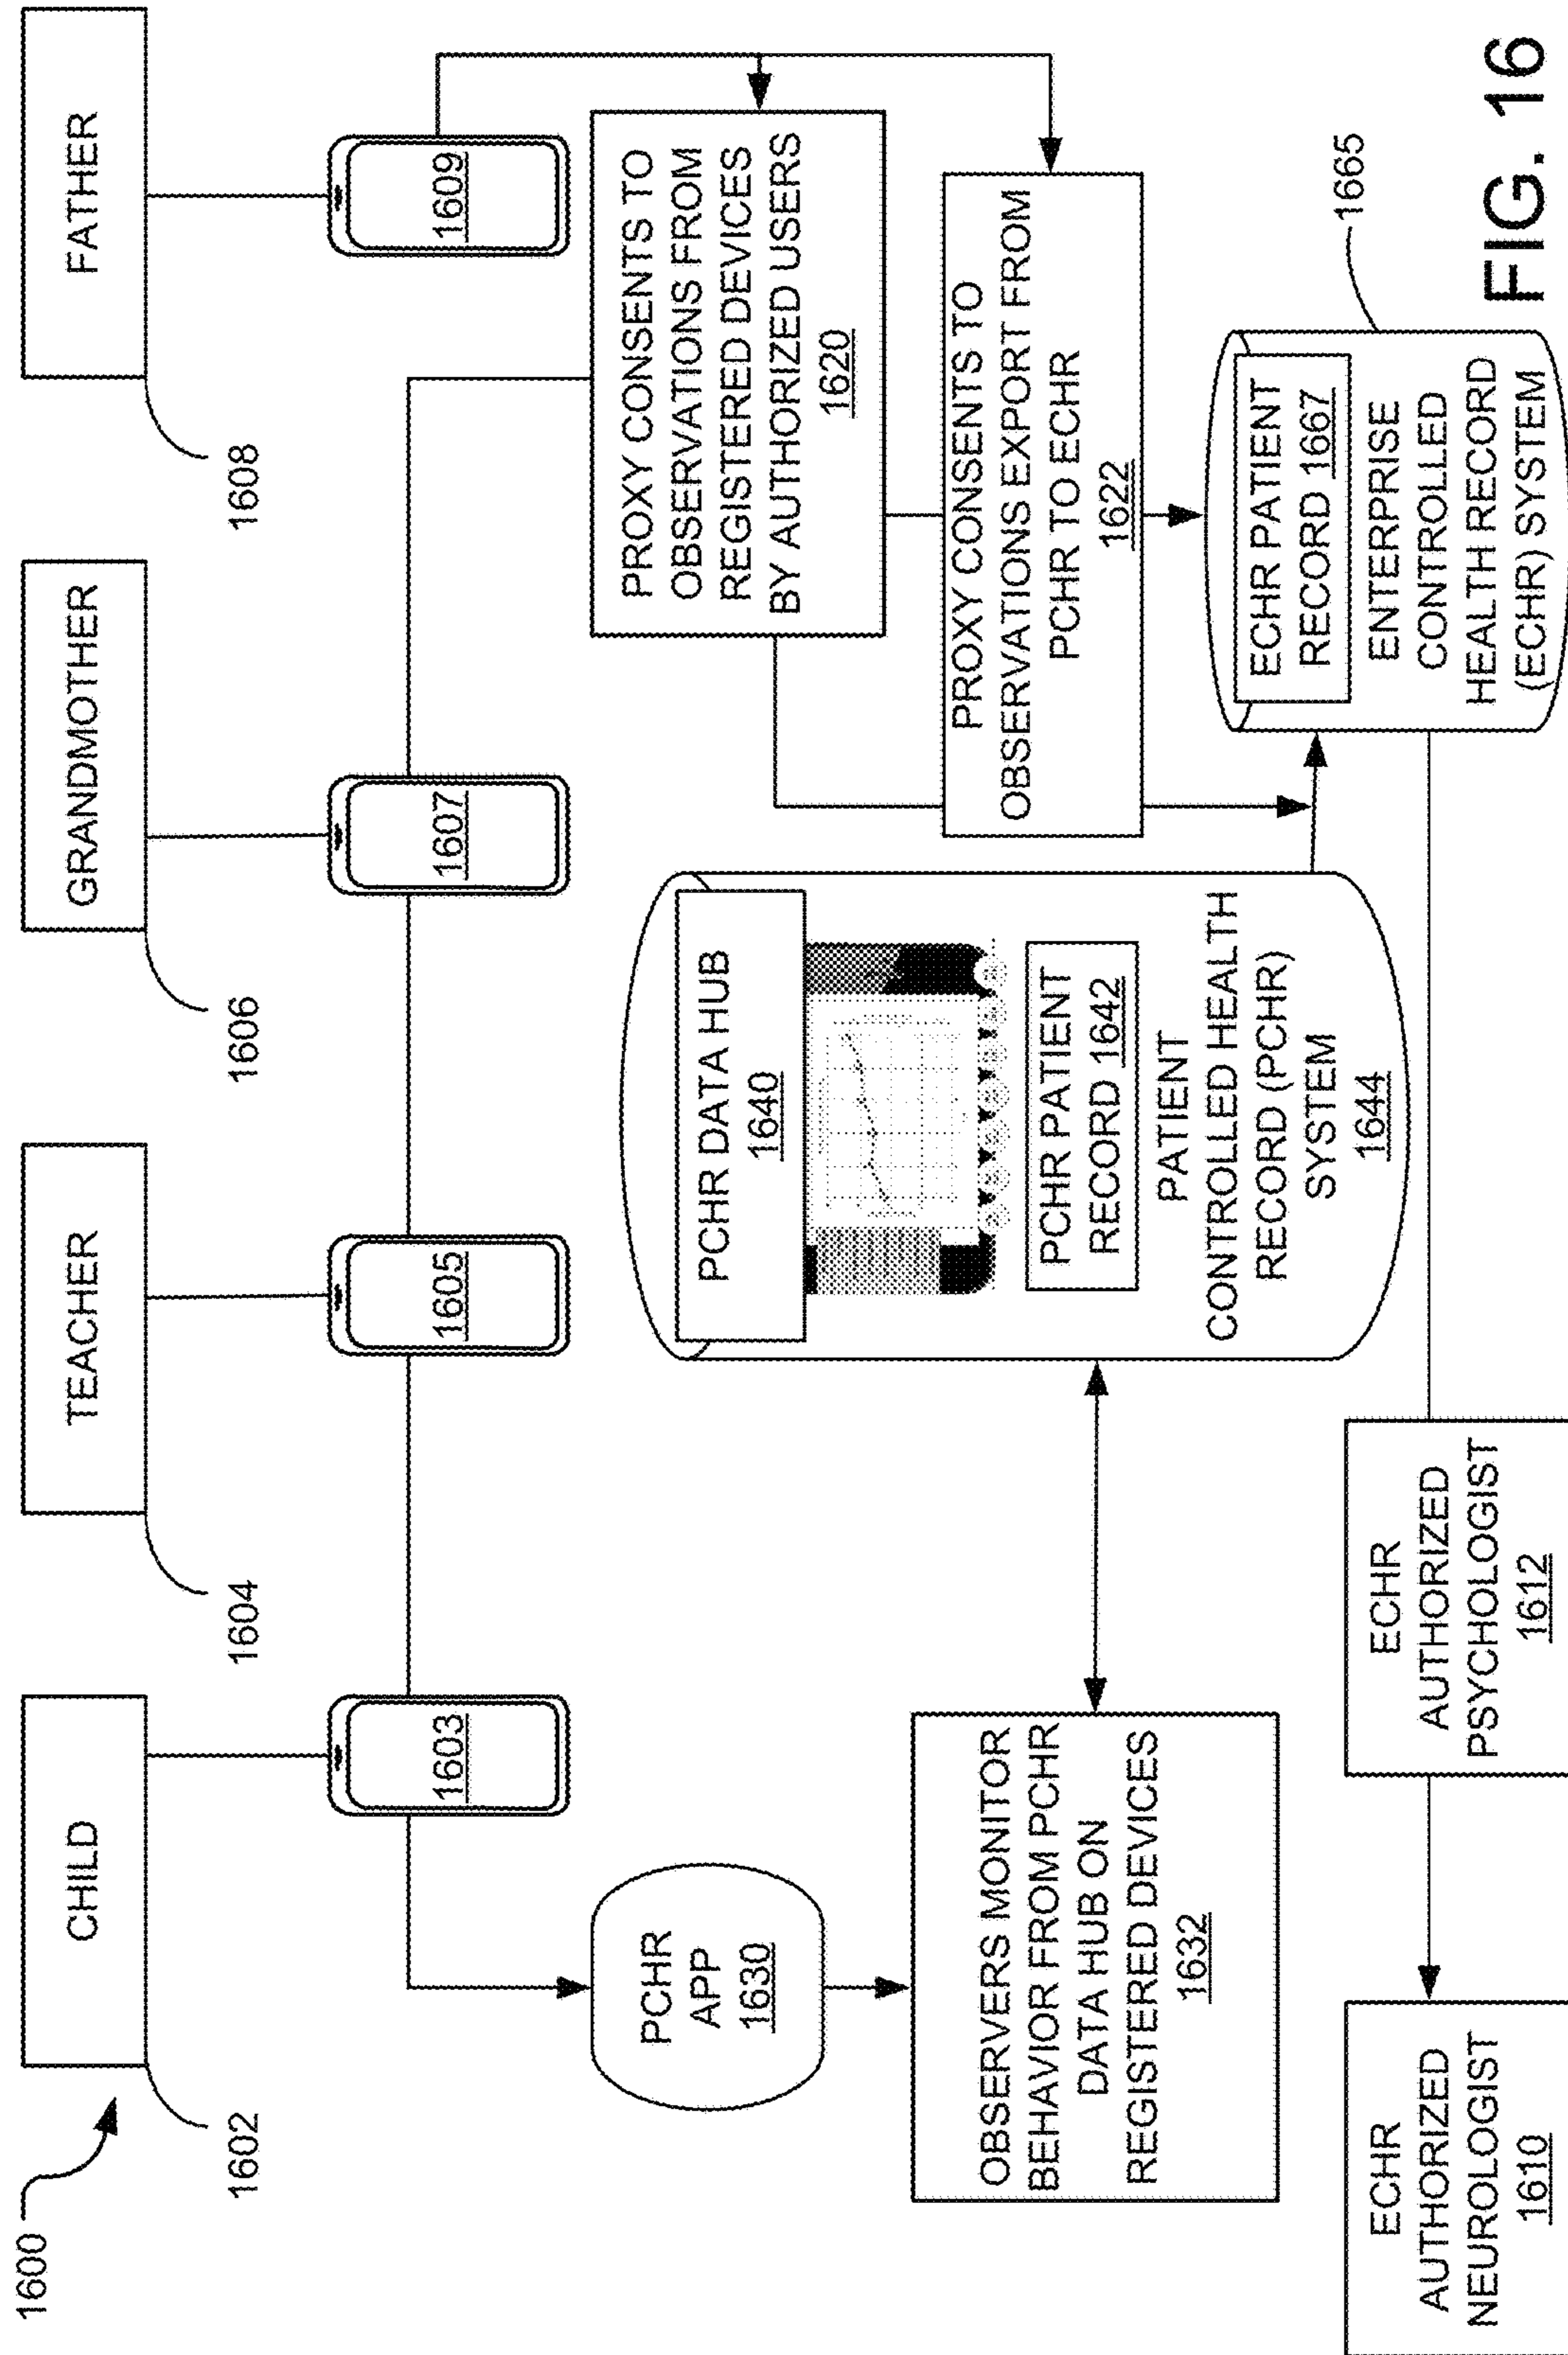 1600
CHILD
1602
TEACHER
1604
GRANDMOTHER
1606
FATHER
1608
1603
1605
1607
1609
PCHR
APP
1630
PROXY CONSENTS TO
OBSERVATIONS FROM
REGISTERED DEVICES
BY AUTHORIZED USERS
1620
OBSERVERS MONITOR
BEHAVIOR FROM PCHR
DATA HUB ON
REGISTERED DEVICES
1632
PCHR DATA HUB
1640
PCHR PATIENT
RECORD 1642
PATIENT
CONTROLLED HEALTH
RECORD (PCHR)
SYSTEM
1644
PROXY CONSENTS TO
OBSERVATIONS EXPORT FROM
PCHR TO ECHR
1622
ECHR PATIENT
RECORD 1667
ENTERPRISE
CONTROLLED
HEALTH RECORD
(ECHR) SYSTEM
1665
ECHR
AUTHORIZED
NEUROLOGIST
1610
ECHR
AUTHORIZED
PSYCHOLOGIST
1612
FIG. 16